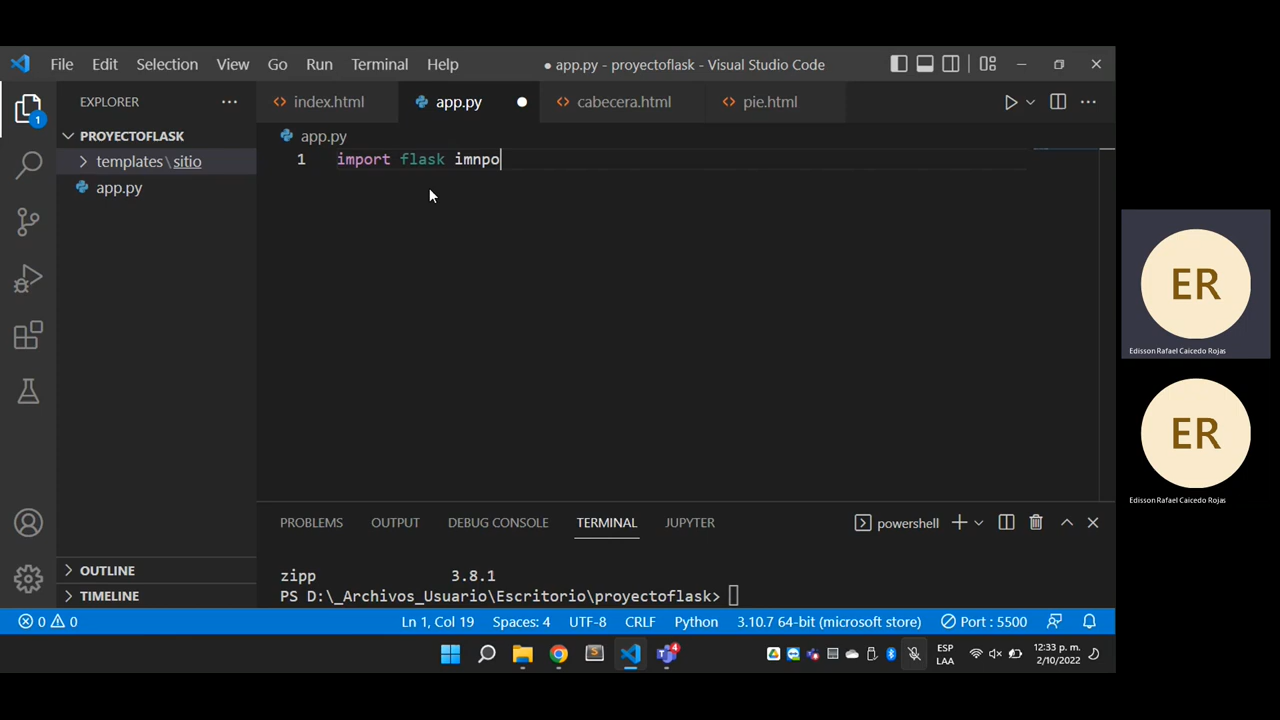 File Edit Selection View Go Run Terminal Help ● app.py - proyectoflask - Visual Studio Code
EXPLORER
index.html app.py cabecera.html pie.html
PROYECTOFLASK
templates\sitio
app.py
app.py
1 import flask imnpo
ER
Edisson Rafael Caicedo Rojas
ER
Edisson Rafael Caicedo Rojas
OUTLINE
TIMELINE
PROBLEMS OUTPUT DEBUG CONSOLE TERMINAL JUPYTER powershell
zipp 3.8.1
PS D:\_Archivos_Usuario\Escritorio\proyectoflask>
0 0 Ln 1, Col 19 Spaces: 4 UTF-8 CRLF Python 3.10.7 64-bit (microsoft store) Port : 5500
1
4
ESP
LAA
12:33 p. m.
2/10/2022